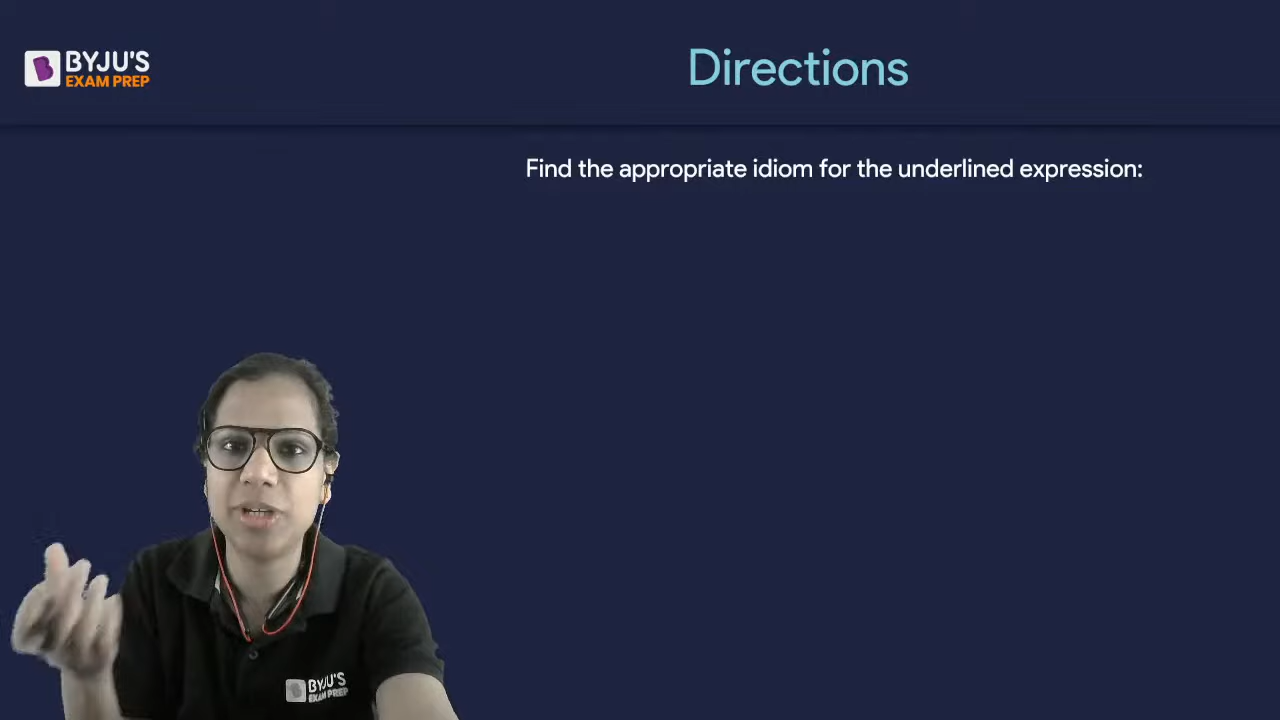 BYJU'S
EXAM PREP
Directions
Find the appropriate idiom for the underlined expression:
BYJU'S
EXAM PREP